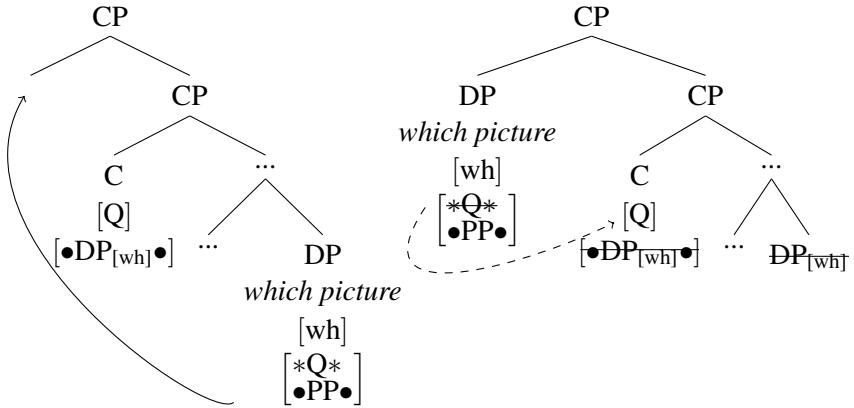 CP
CP
C ...
[Q]
[●DP[wh]●] ... DP
which picture
[wh]
[∗Q∗
●PP●]
CP
DP CP
which picture
[wh] C ...
[∗Q∗ [Q]
●PP●] [●DP[wh]●] ... DP[wh]